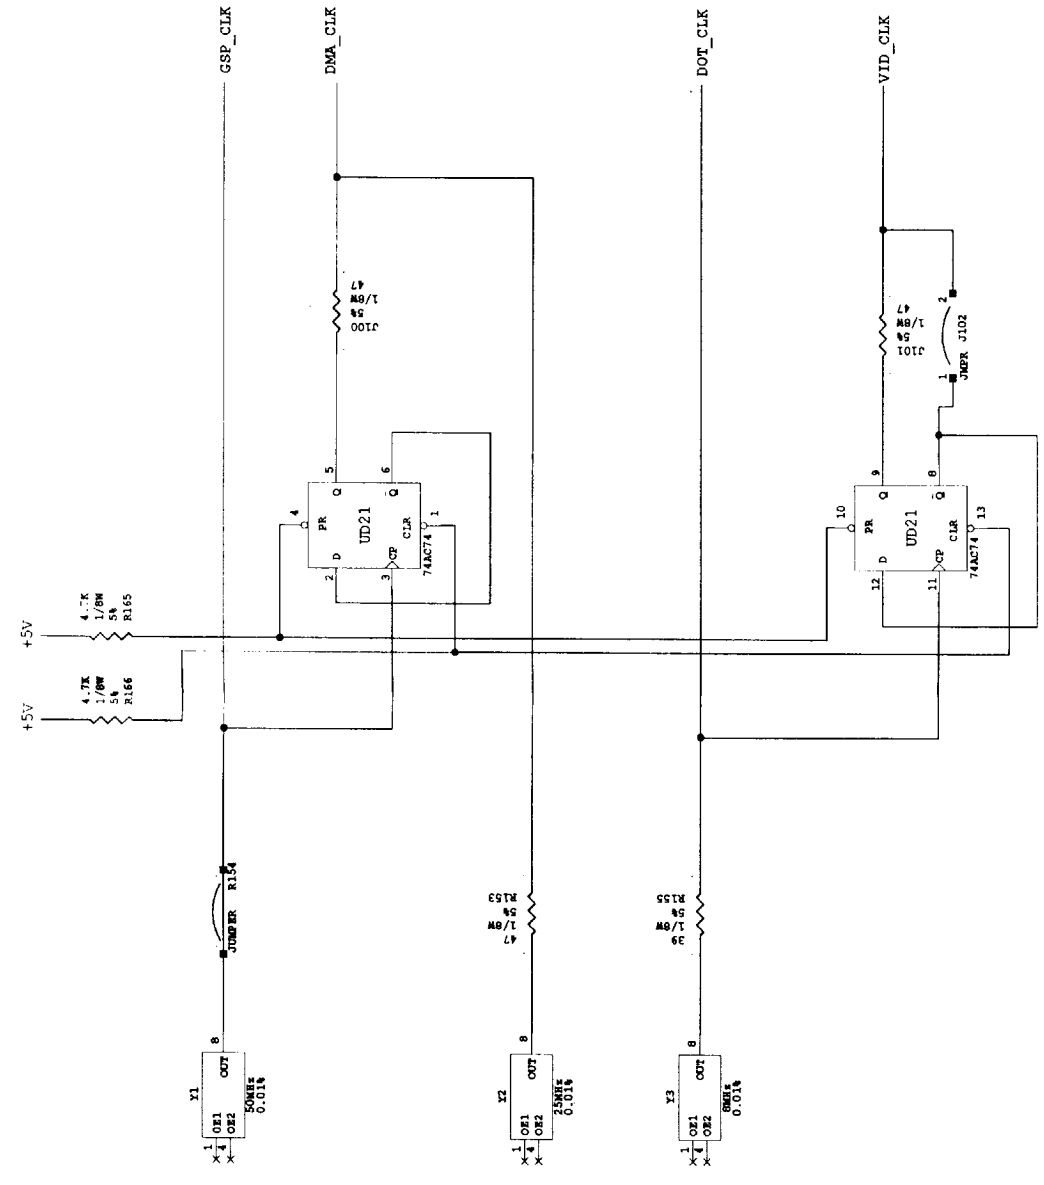 GSP_CLK
DMA_CLK
DOT_CLK
VID_CLK
47
1/8W
5%
J100
47
1/8W
5%
J101
2
1
JMPR J102
4
PR
5
Q
6
Q
UD21
D
2
CP
3
CLR
1
74AC74
10
PR
9
Q
8
Q
UD21
D
12
CP
11
CLR
13
74AC74
+5V
4.7K
1/8W
5%
R165
+5V
4.7K
1/8W
5%
R166
JUMPER R154
R153
5%
1/8W
47
R155
5%
1/8W
39
Y1
8
OUT
OE1
OE2
1
4
50MHz
0.01%
Y2
8
OUT
OE1
OE2
1
4
25MHz
0.01%
Y3
8
OUT
OE1
OE2
1
4
8MHz
0.01%